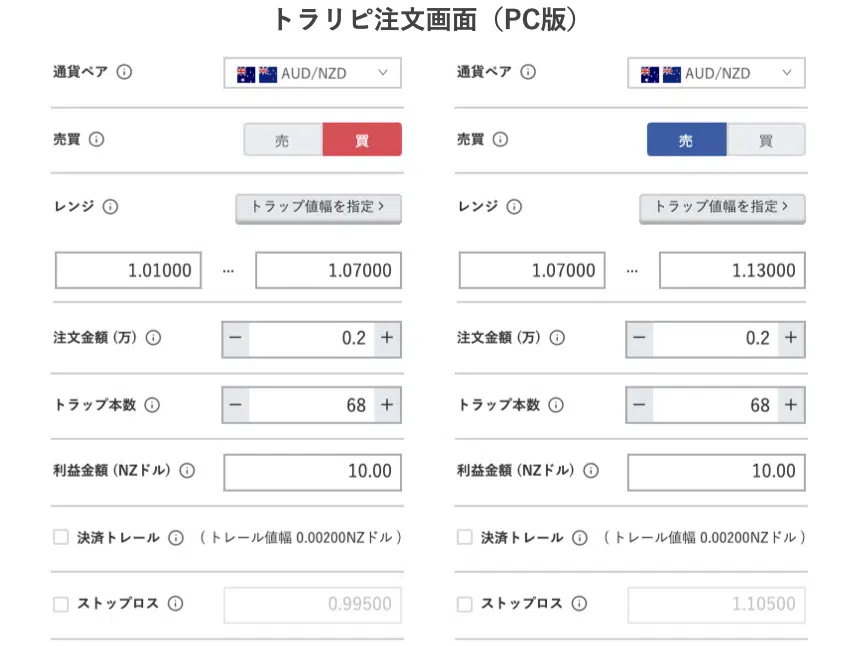 トラリピ注文画面（PC版）
通貨ペア AUD/NZD
売買 売 買
レンジ トラップ値幅を指定 >
1.01000 … 1.07000
注文金額 (万) − 0.2 +
トラップ本数 − 68 +
利益金額 (NZドル) 10.00
決済トレール （トレール値幅 0.00200NZドル）
ストップロス 0.99500
通貨ペア AUD/NZD
売買 売 買
レンジ トラップ値幅を指定 >
1.07000 … 1.13000
注文金額 (万) − 0.2 +
トラップ本数 − 68 +
利益金額 (NZドル) 10.00
決済トレール （トレール値幅 0.00200NZドル）
ストップロス 1.10500